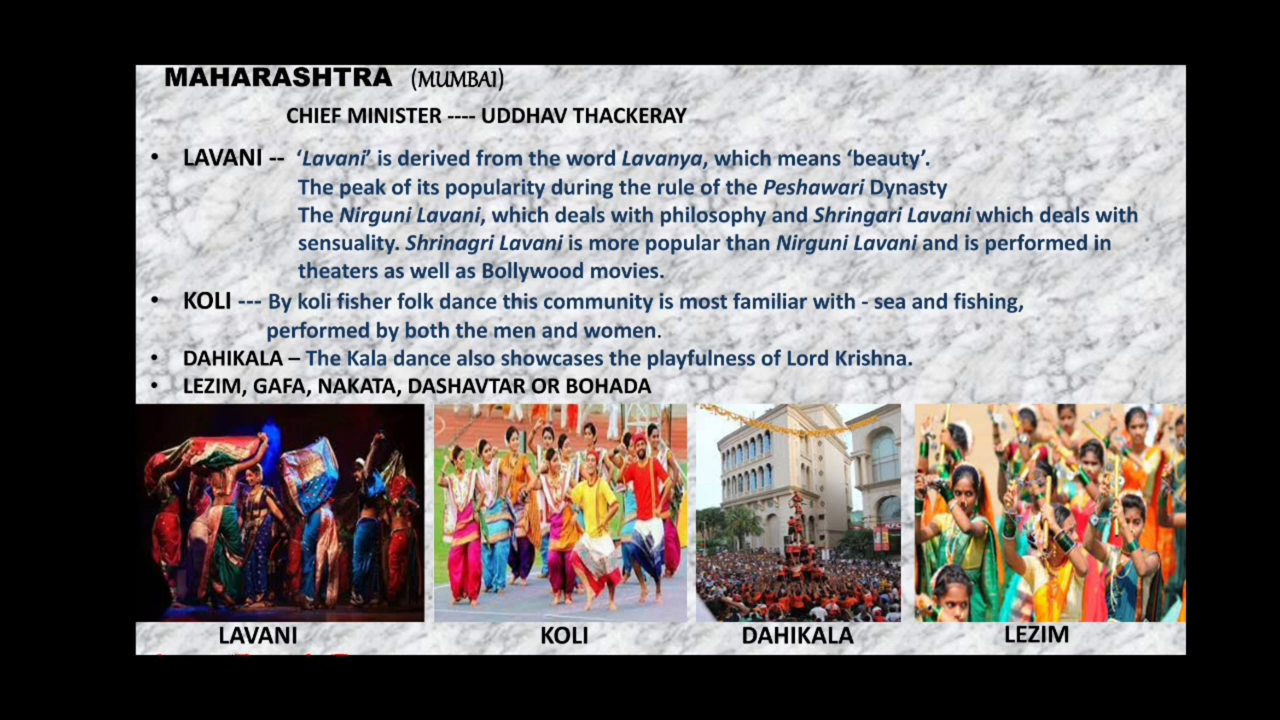 MAHARASHTRA (MUMBAI)
CHIEF MINISTER ---- UDDHAV THACKERAY
• LAVANI -- ‘Lavani’ is derived from the word Lavanya, which means ‘beauty’.
The peak of its popularity during the rule of the Peshawari Dynasty
The Nirguni Lavani, which deals with philosophy and Shringari Lavani which deals with
sensuality. Shrinagri Lavani is more popular than Nirguni Lavani and is performed in
theaters as well as Bollywood movies.
• KOLI --- By koli fisher folk dance this community is most familiar with - sea and fishing,
performed by both the men and women.
• DAHIKALA – The Kala dance also showcases the playfulness of Lord Krishna.
• LEZIM, GAFA, NAKATA, DASHAVTAR OR BOHADA
LAVANI KOLI DAHIKALA LEZIM